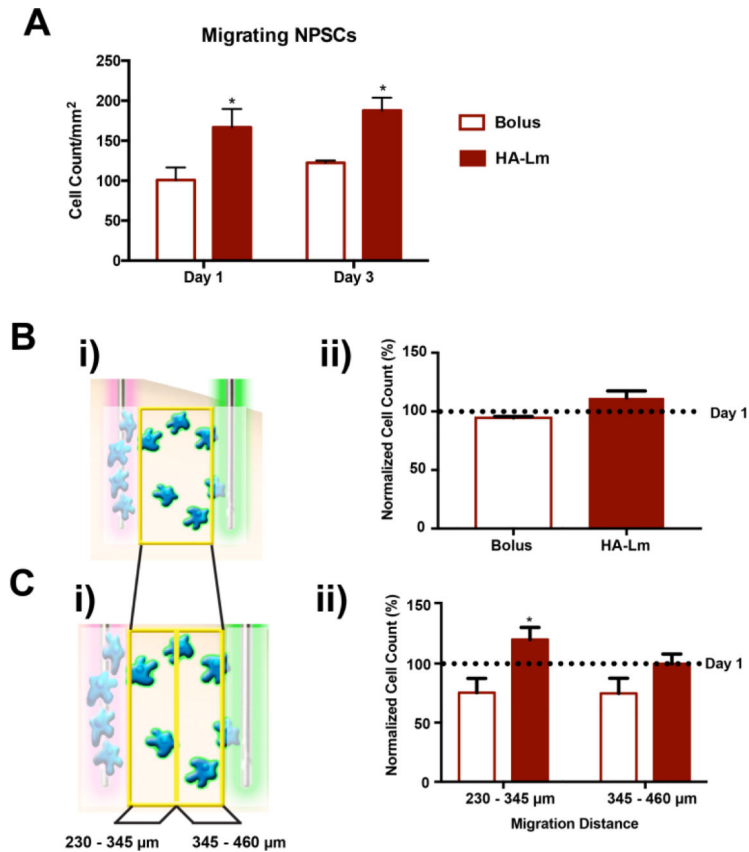 A
Migrating NPSCs
Cell Count/mm²
250
200
150
100
50
0
*
*
Day 1
Day 3
Bolus
HA-Lm
B
i)
ii)
Normalized Cell Count (%)
150
100
50
0
Day 1
Bolus
HA-Lm
C
i)
ii)
230 - 345 µm
345 - 460 µm
Normalized Cell Count (%)
150
100
50
0
*
Day 1
230 - 345 µm
345 - 460 µm
Migration Distance